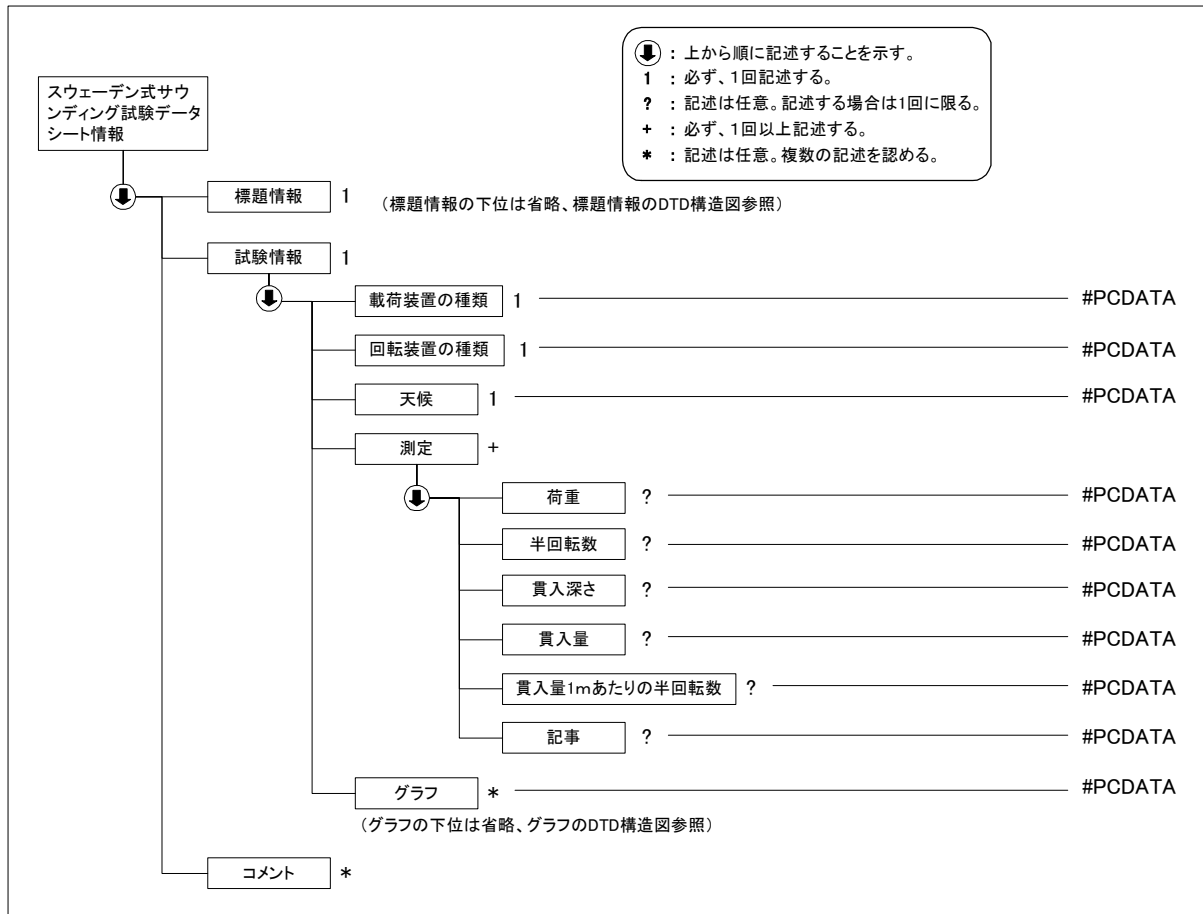 ⬇ : 上から順に記述することを示す。
1 : 必ず、1回記述する。
? : 記述は任意。記述する場合は1回に限る。
+ : 必ず、1回以上記述する。
* : 記述は任意。複数の記述を認める。
スウェーデン式サウ
ンディング試験データ
シート情報
標題情報 1 (標題情報の下位は省略、標題情報のDTD構造図参照)
試験情報 1
載荷装置の種類 1 #PCDATA
回転装置の種類 1 #PCDATA
天候 1 #PCDATA
測定 +
荷重 ? #PCDATA
半回転数 ? #PCDATA
貫入深さ ? #PCDATA
貫入量 ? #PCDATA
貫入量1mあたりの半回転数 ? #PCDATA
記事 ? #PCDATA
グラフ * #PCDATA
(グラフの下位は省略、グラフのDTD構造図参照)
コメント *